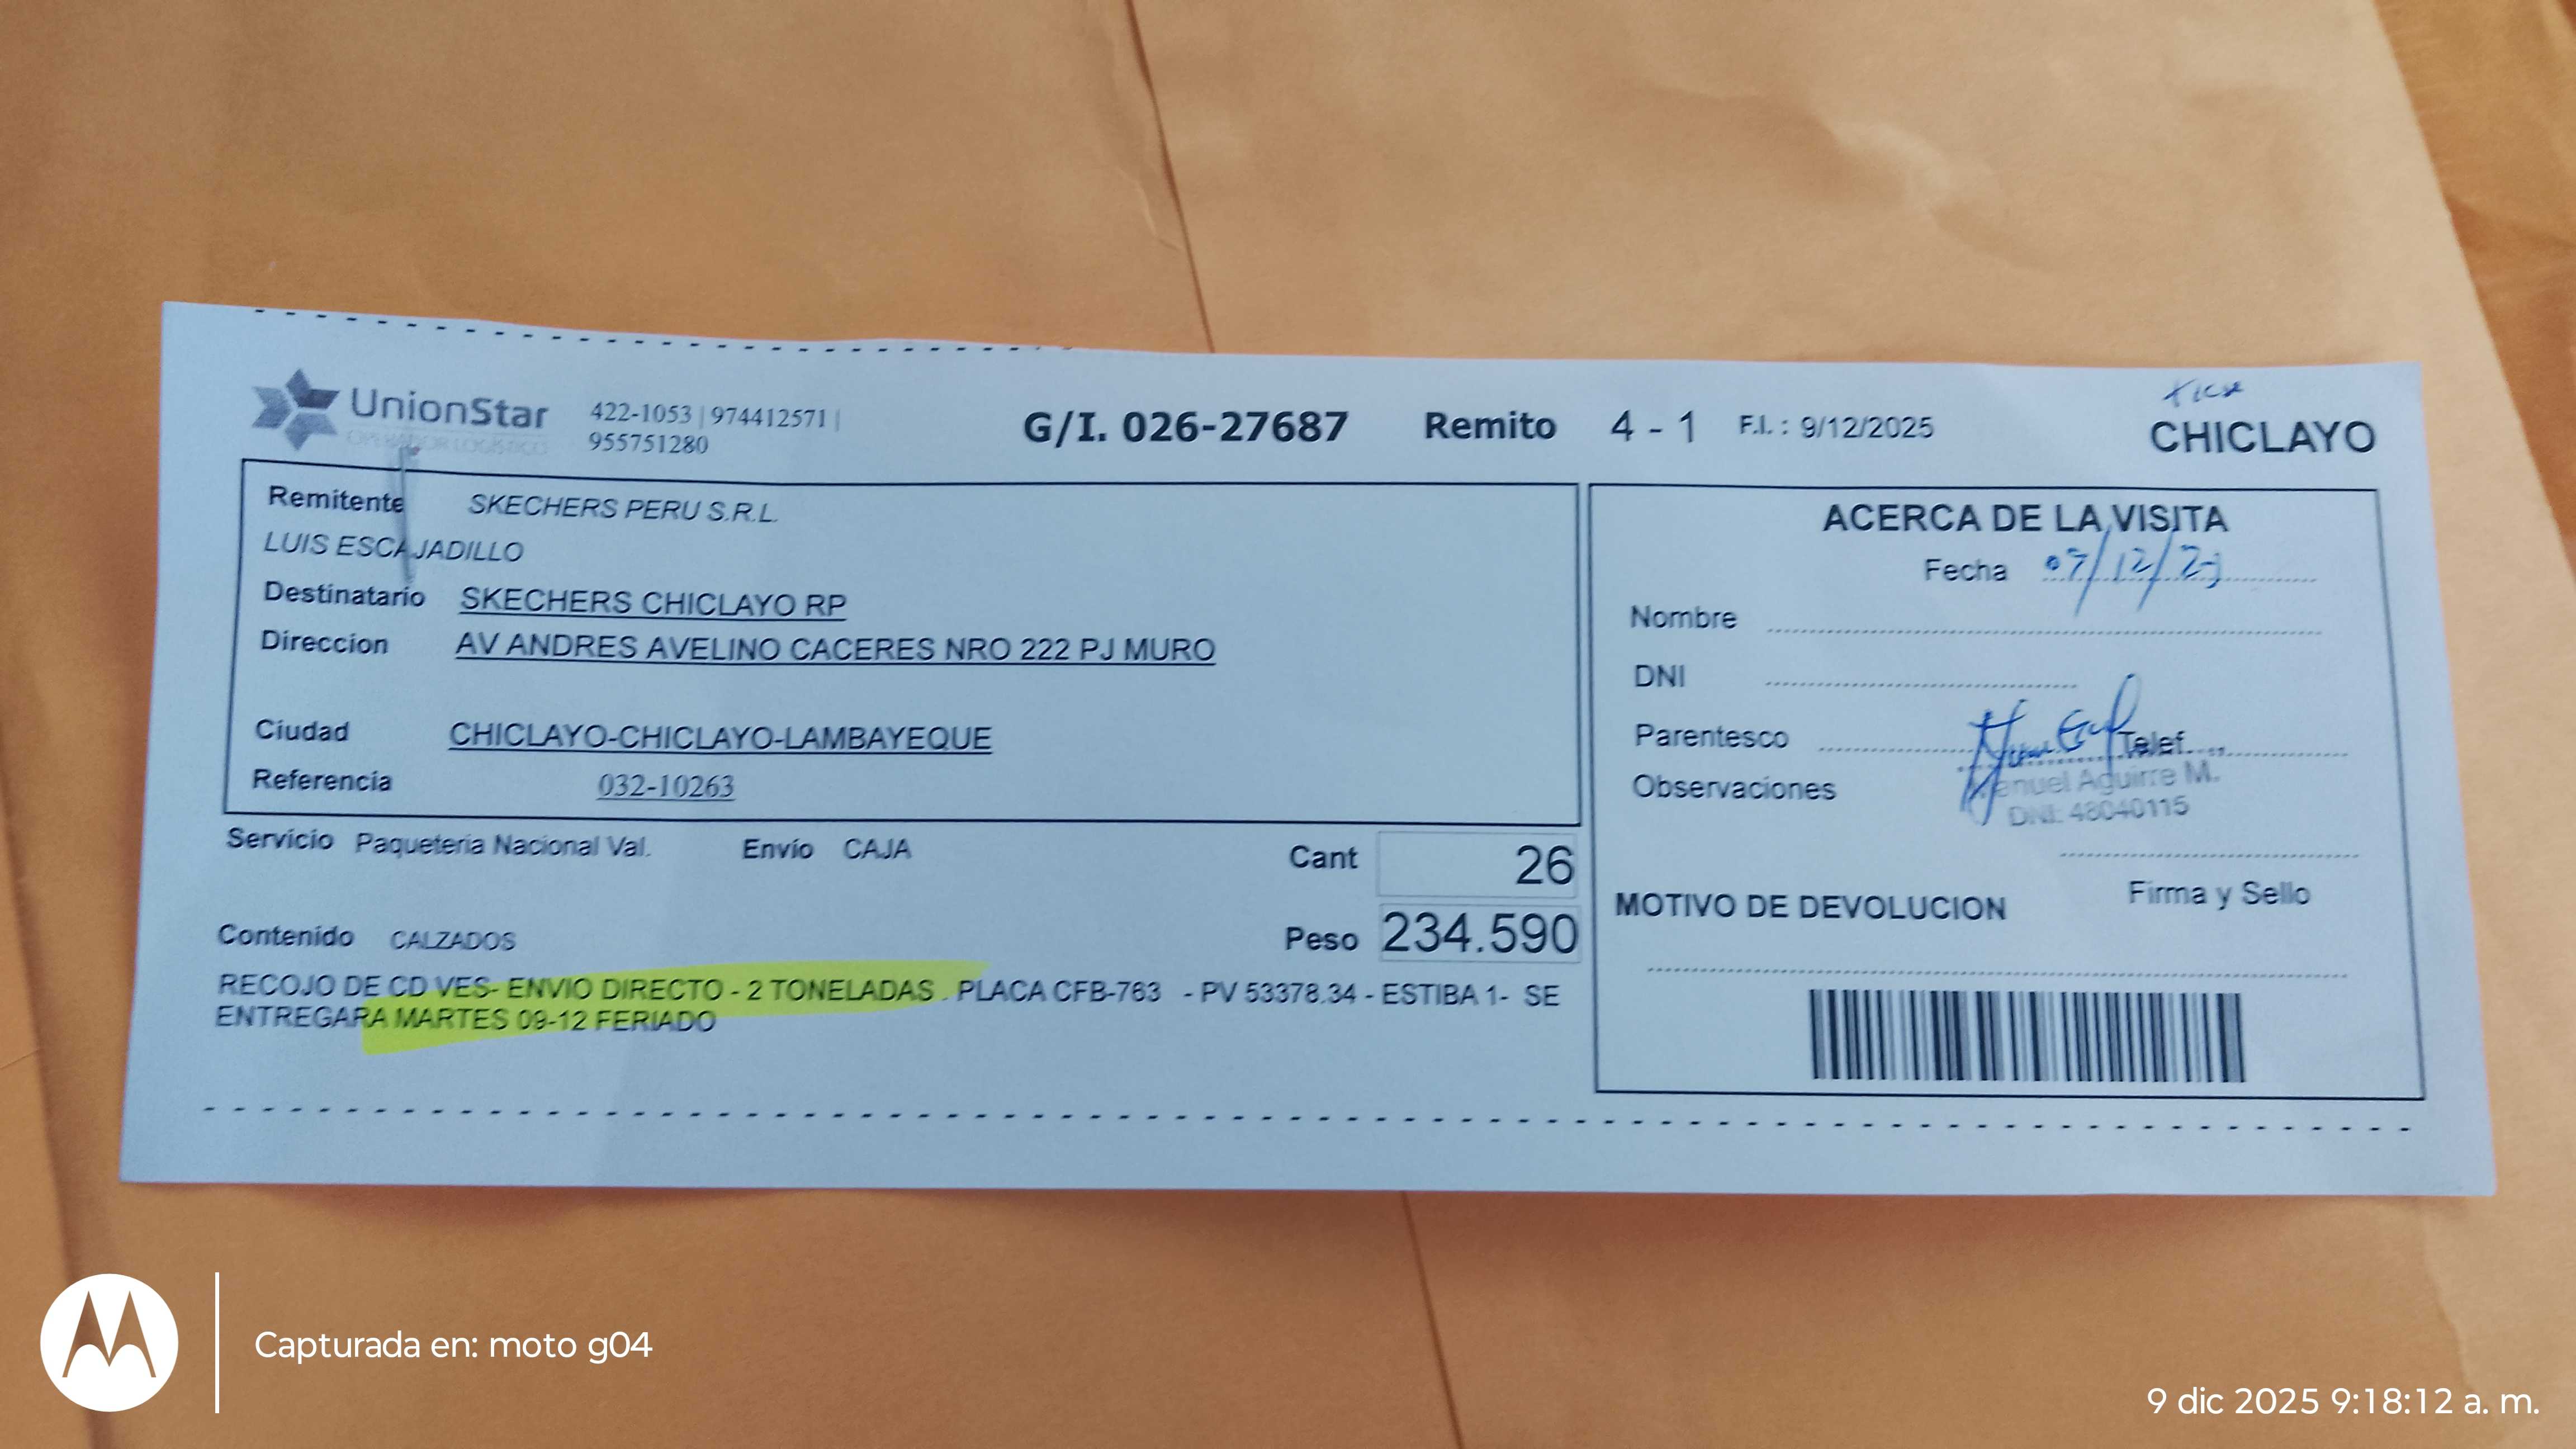 UnionStar
OPERADOR LOGÍSTICO
422-1053 | 974412571 |
955751280
G/I. 026-27687 Remito 4 - 1 F.I. : 9/12/2025
CHICLAYO
Remitente SKECHERS PERU S.R.L.
LUIS ESCAJADILLO
Destinatario SKECHERS CHICLAYO RP
Direccion AV ANDRES AVELINO CACERES NRO 222 PJ MURO
Ciudad CHICLAYO-CHICLAYO-LAMBAYEQUE
Referencia 032-10263
Servicio Paqueteria Nacional Val. Envío CAJA
Cant 26
Contenido CALZADOS
Peso 234.590
RECOJO DE CD VES- ENVIO DIRECTO - 2 TONELADAS . PLACA CFB-763 - PV 53378.34 - ESTIBA 1- SE
ENTREGARA MARTES 09-12 FERIADO
ACERCA DE LA VISITA
Fecha
Nombre
DNI
Parentesco Telef.
Observaciones
Manuel Aguirre M.
DNI: 48040115
Firma y Sello
MOTIVO DE DEVOLUCION
Capturada en: moto g04
9 dic 2025 9:18:12 a. m.